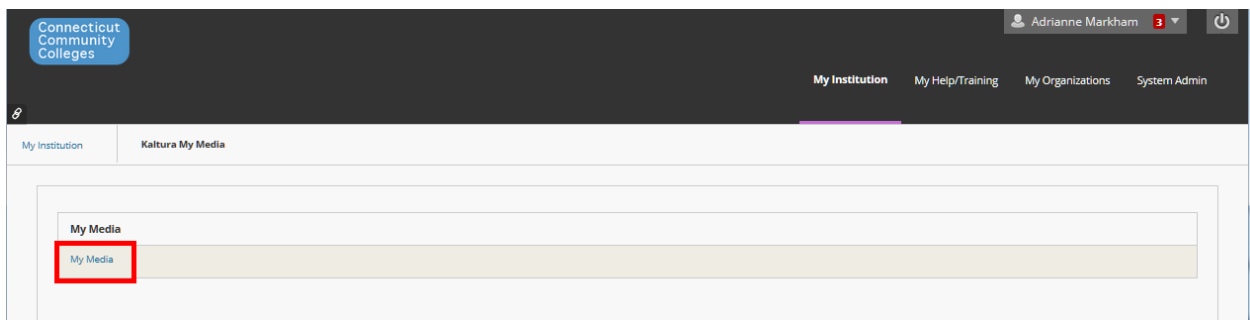 Connecticut
Community
Colleges
Adrianne Markham 3
My Institution My Help/Training My Organizations System Admin
My Institution Kaltura My Media
My Media
My Media